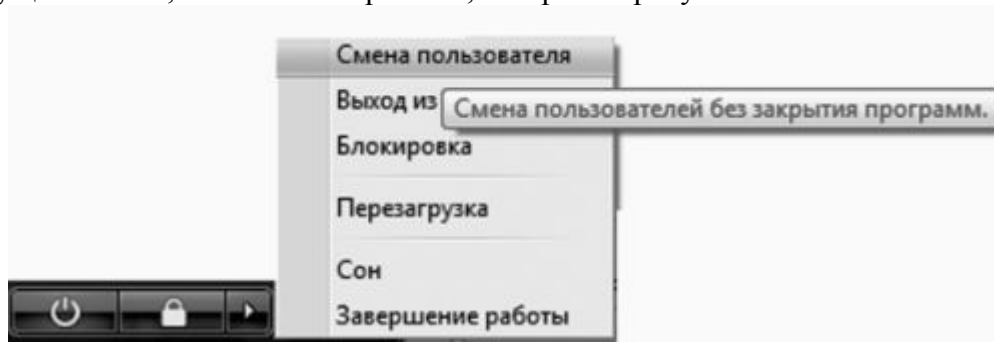 Смена пользователя
Выход из
Смена пользователей без закрытия программ.
Блокировка
Перезагрузка
Сон
Завершение работы